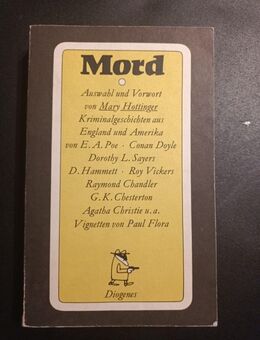 Mord
Auswahl und Vorwort
von Mary Hottinger
Kriminalgeschichten aus
England und Amerika
von E. A. Poe · Conan Doyle
Dorothy L. Sayers
D. Hammett · Roy Vickers
Raymond Chandler
G. K. Chesterton
Agatha Christie u. a.
Vignetten von Paul Flora
Diogenes